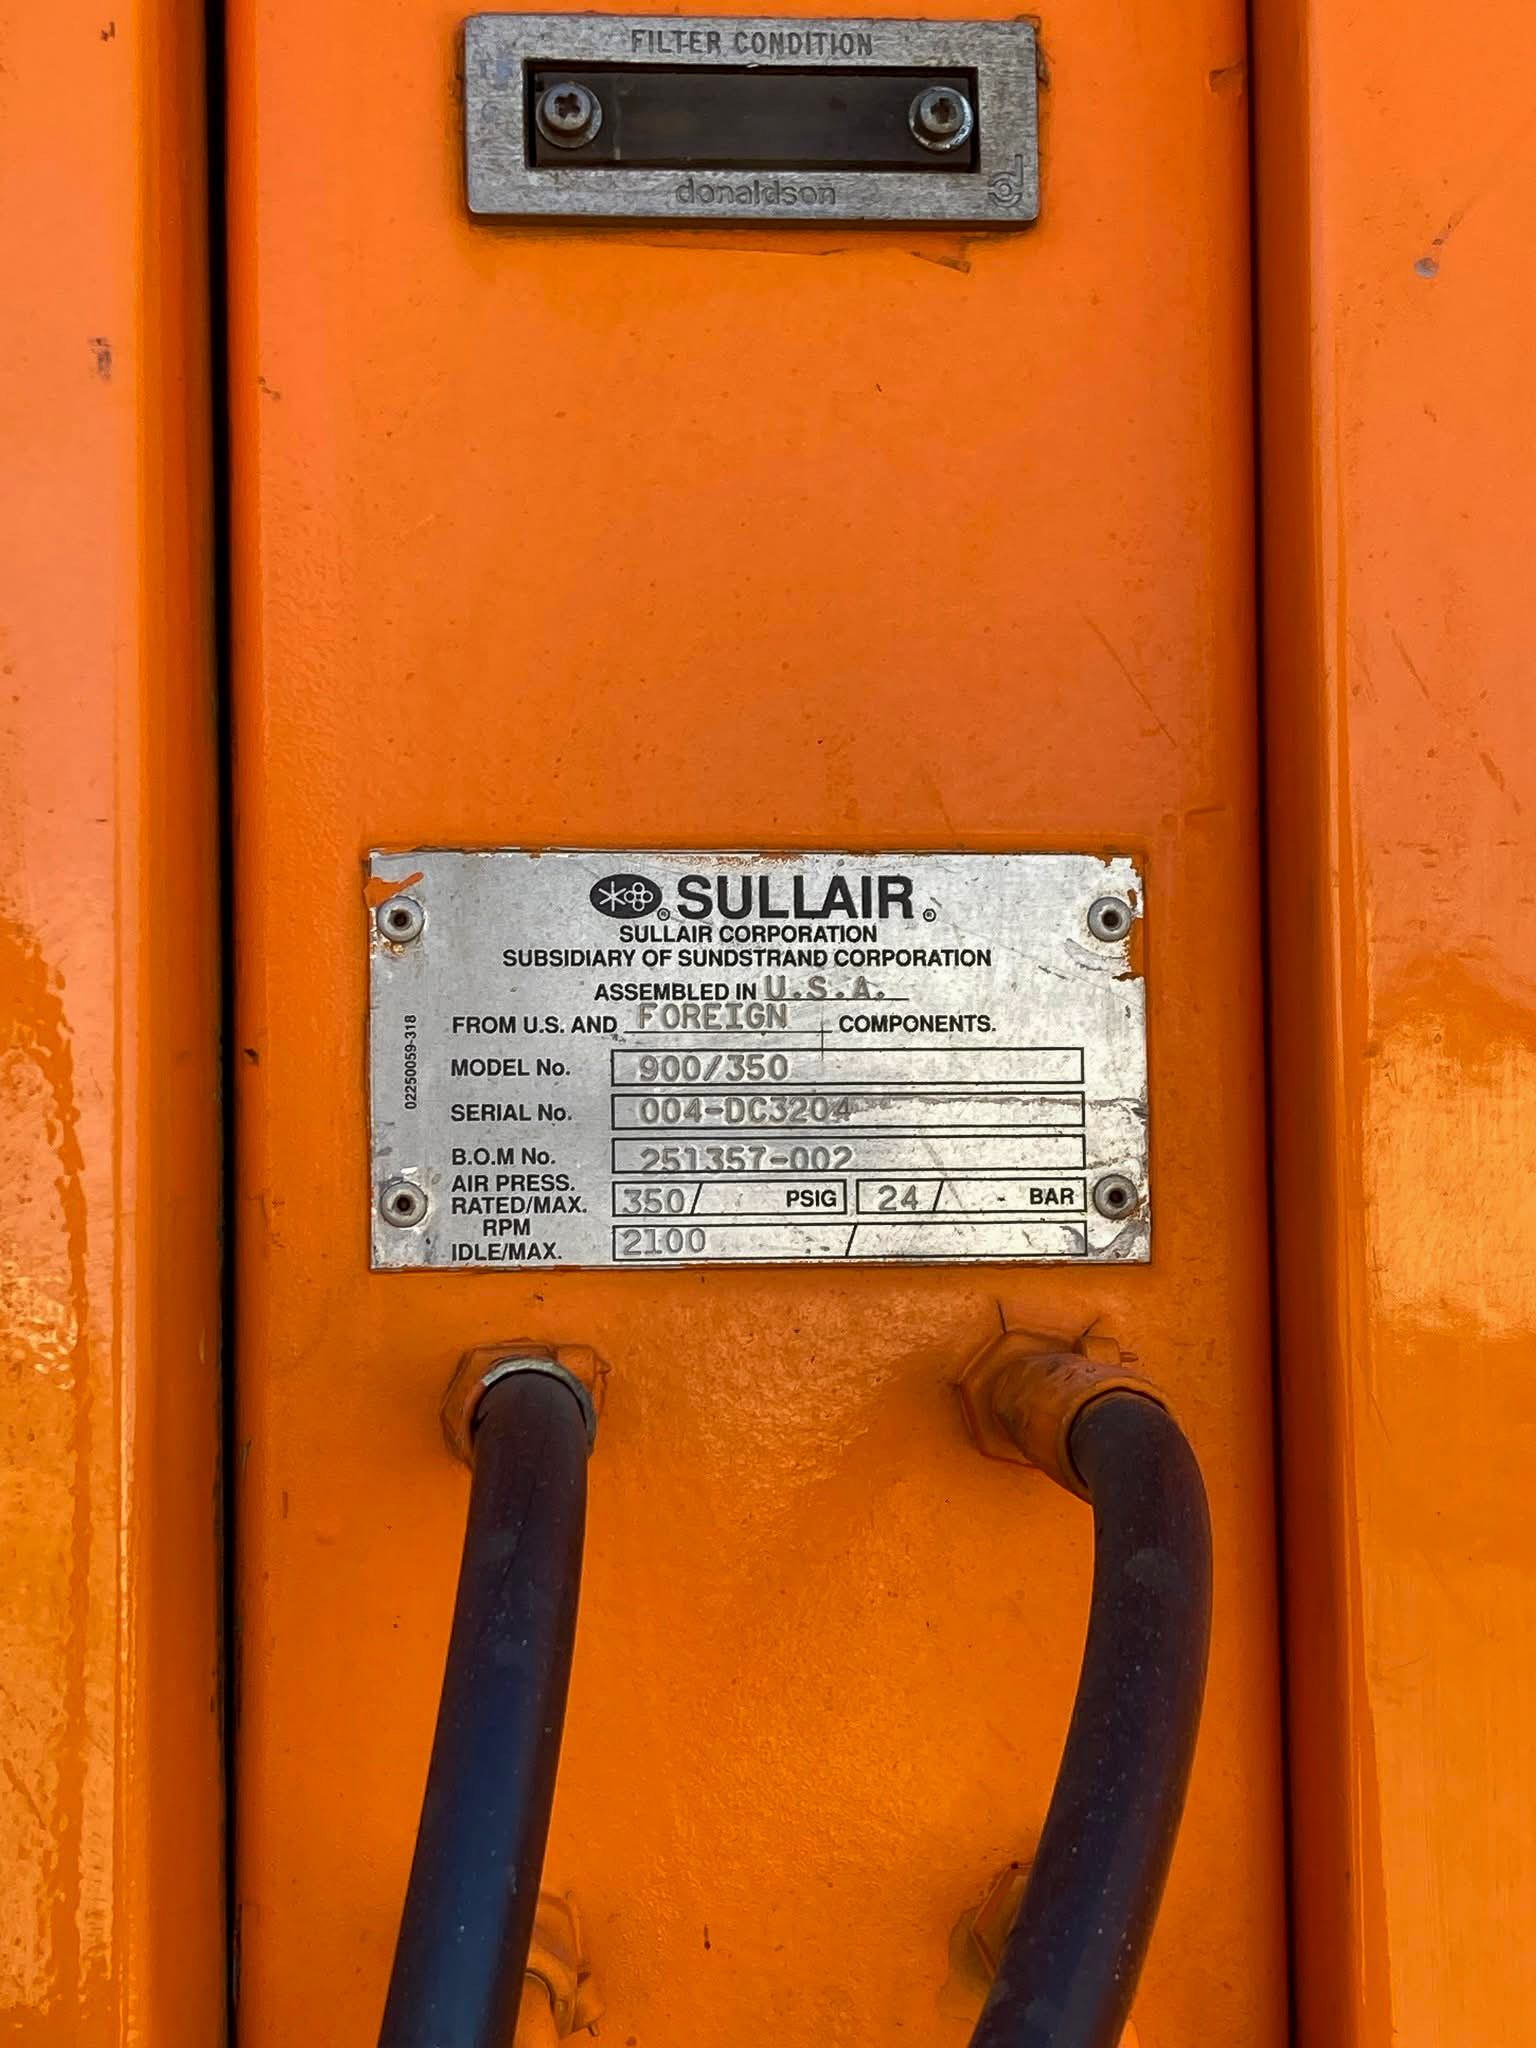 FILTER CONDITION
donaldson
® SULLAIR®
SULLAIR CORPORATION
SUBSIDIARY OF SUNDSTRAND CORPORATION
ASSEMBLED IN U.S.A.
FROM U.S. AND FOREIGN COMPONENTS.
MODEL No. 900/350
SERIAL No. 004-DC3204
B.O.M No. 251357-002
AIR PRESS.
RATED/MAX. 350/ PSIG 24 / - BAR
RPM
IDLE/MAX. 2100 /
02250059-318